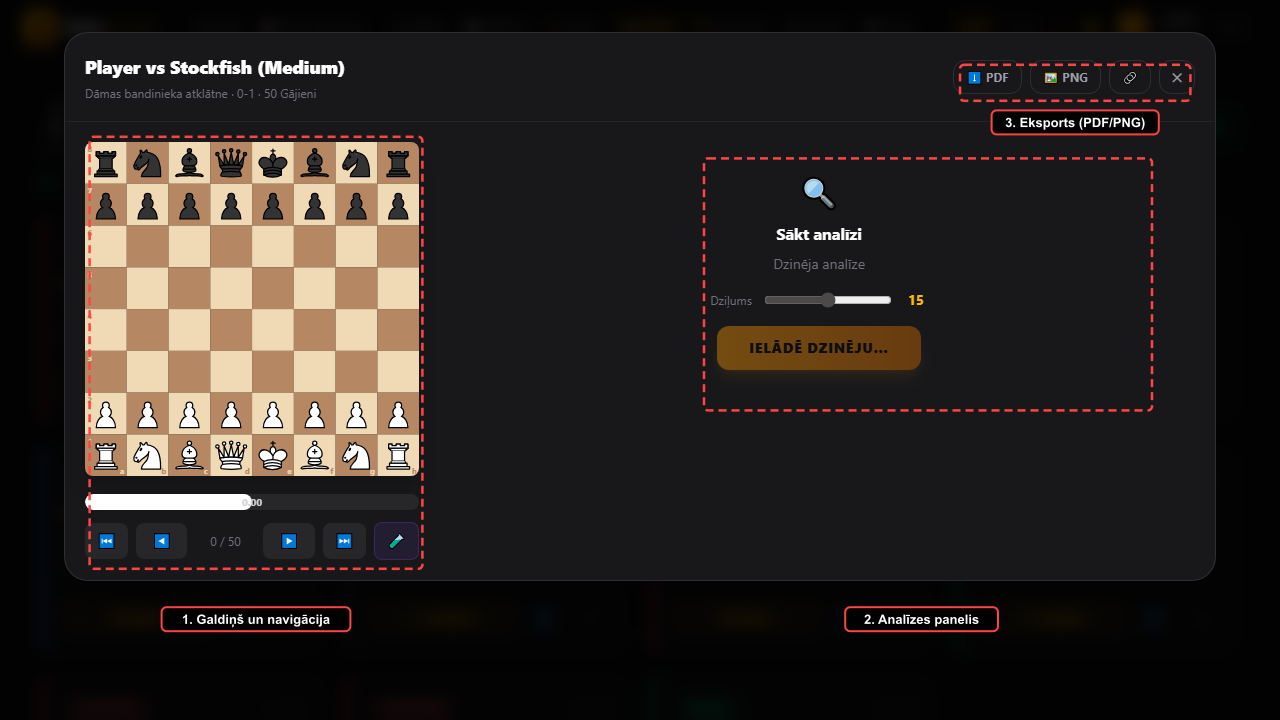 Player vs Stockfish (Medium)
Dāmas bandinieka atklātne · 0-1 · 50 Gājieni
PDF
PNG
3. Eksports (PDF/PNG)
Sākt analīzi
Dzinēja analīze
Dziļums 15
IELĀDĒ DZINĒJU...
0.00
0 / 50
1. Galdiņš un navigācija
2. Analīzes panelis